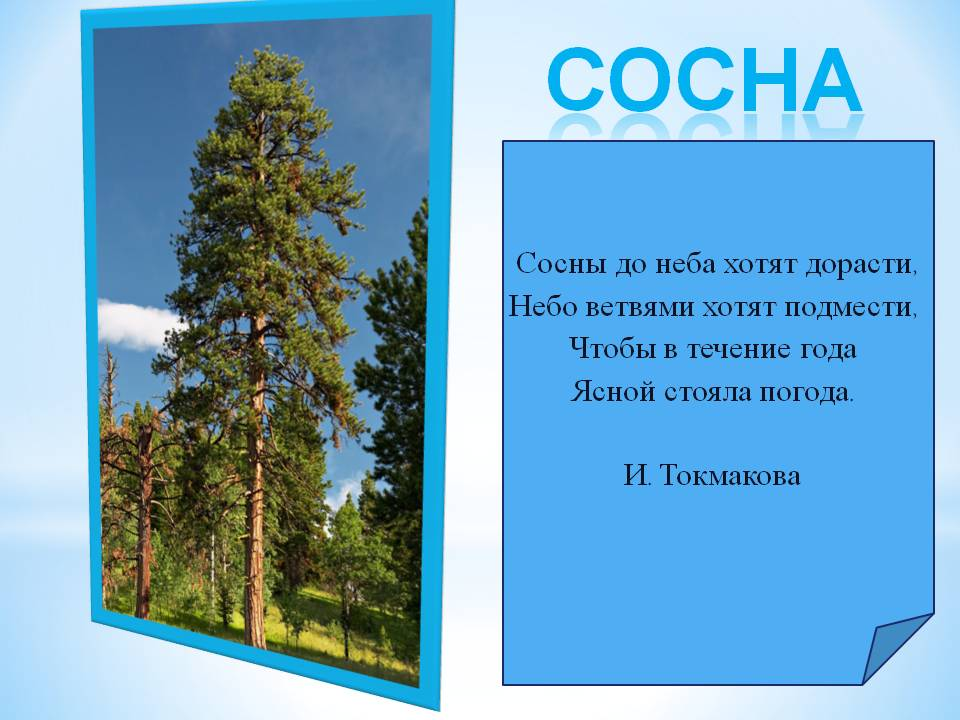 СОСНА
Сосны до неба хотят дорасти,
Небо ветвями хотят подмести,
Чтобы в течение года
Ясной стояла погода.
И. Токмакова